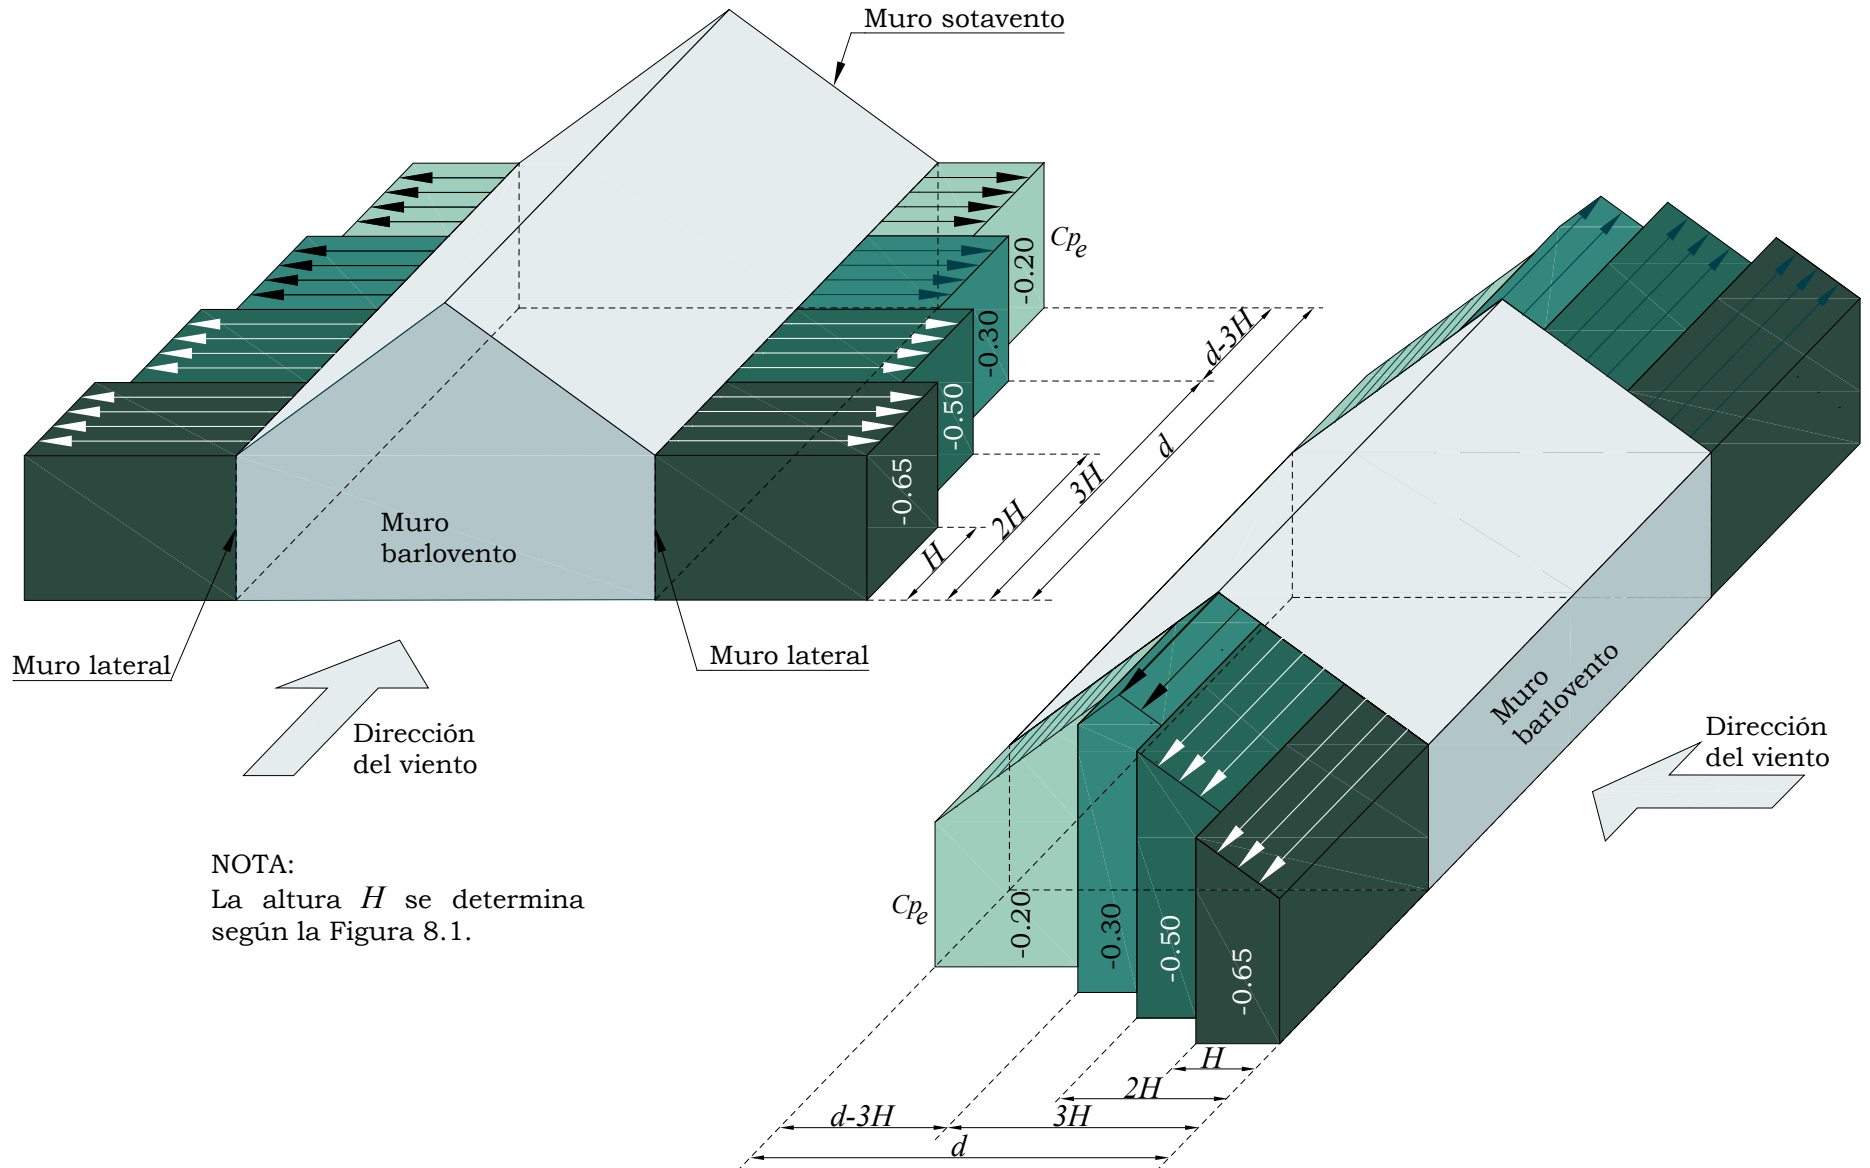 Muro sotavento
Cpe
-0.20
-0.30
-0.50
-0.65
d-3H
d
3H
2H
H
Muro
barlovento
Muro lateral
Muro lateral
Dirección
del viento
NOTA:
La altura H se determina
según la Figura 8.1.
Muro
barlovento
Dirección
del viento
Cpe
-0.20
-0.30
-0.50
-0.65
H
2H
d-3H
3H
d